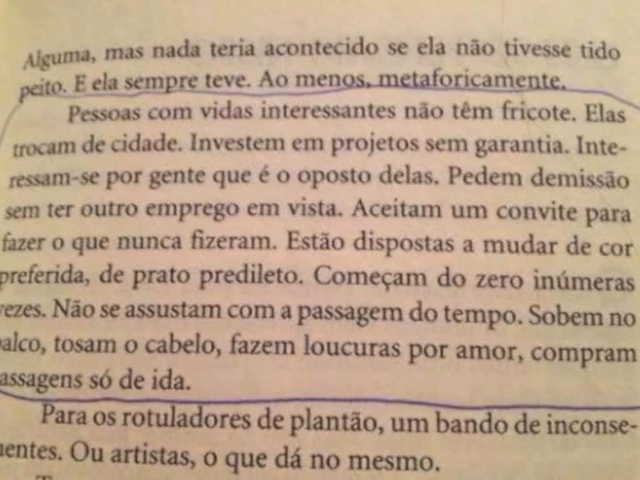 Alguma, mas nada teria acontecido se ela não tivesse tido
peito. E ela sempre teve. Ao menos, metaforicamente.
Pessoas com vidas interessantes não têm fricote. Elas
trocam de cidade. Investem em projetos sem garantia. Inte-
ressam-se por gente que é o oposto delas. Pedem demissão
sem ter outro emprego em vista. Aceitam um convite para
fazer o que nunca fizeram. Estão dispostas a mudar de cor
preferida, de prato predileto. Começam do zero inúmeras
vezes. Não se assustam com a passagem do tempo. Sobem no
palco, tosam o cabelo, fazem loucuras por amor, compram
passagens só de ida.
Para os rotuladores de plantão, um bando de inconse-
quentes. Ou artistas, o que dá no mesmo.